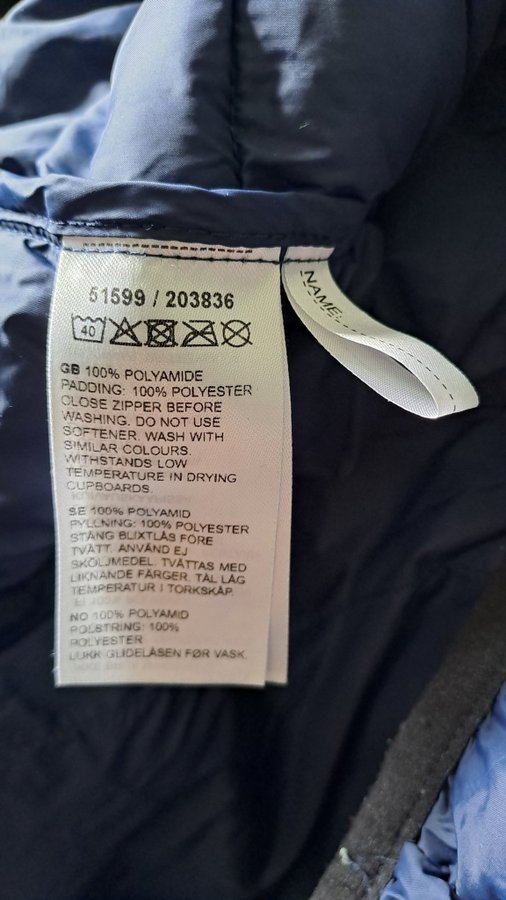 51599 / 203836
40
GB 100% POLYAMIDE
PADDING: 100% POLYESTER
CLOSE ZIPPER BEFORE
WASHING. DO NOT USE
SOFTENER. WASH WITH
SIMILAR COLOURS.
WITHSTANDS LOW
TEMPERATURE IN DRYING
CUPBOARDS.
SE 100% POLYAMID
FYLLNING: 100% POLYESTER
STÄNG BLIXTLÅS FÖRE
TVÄTT. ANVÄND EJ
SKÖLJMEDEL. TVÄTTAS MED
LIKNANDE FÄRGER. TÅL LÅG
TEMPERATUR I TORKSKÅP.
NO 100% POLYAMID
POLSTRING: 100%
POLYESTER
LUKK GLIDELÅSEN FØR VASK.
NAME: